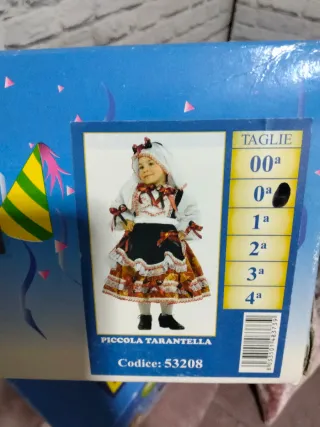 TAGLIE
00ª
0ª
1ª
2ª
3ª
4ª
PICCOLA TARANTELLA
Codice: 53208